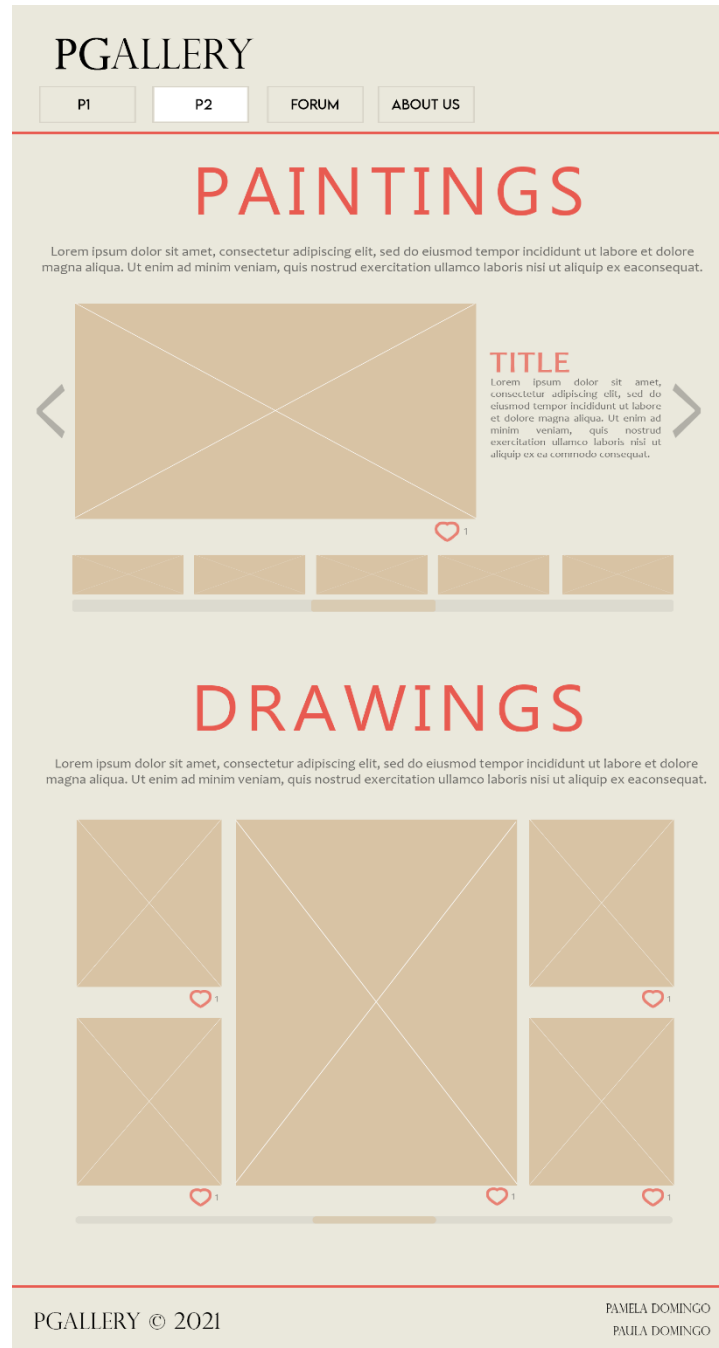 PGALLERY
P1
P2
FORUM
ABOUT US
PAINTINGS
Lorem ipsum dolor sit amet, consectetur adipiscing elit, sed do eiusmod tempor incididunt ut labore et dolore
magna aliqua. Ut enim ad minim veniam, quis nostrud exercitation ullamco laboris nisi ut aliquip ex eaconsequat.
TITLE
Lorem ipsum dolor sit amet,
consectetur adipiscing elit, sed do
eiusmod tempor incididunt ut labore
et dolore magna aliqua. Ut enim ad
minim veniam, quis nostrud
exercitation ullamco laboris nisi ut
aliquip ex ea commodo consequat.
1
DRAWINGS
Lorem ipsum dolor sit amet, consectetur adipiscing elit, sed do eiusmod tempor incididunt ut labore et dolore
magna aliqua. Ut enim ad minim veniam, quis nostrud exercitation ullamco laboris nisi ut aliquip ex eaconsequat.
1
1
1
1
1
PGALLERY © 2021
PAMELA DOMINGO
PAULA DOMINGO